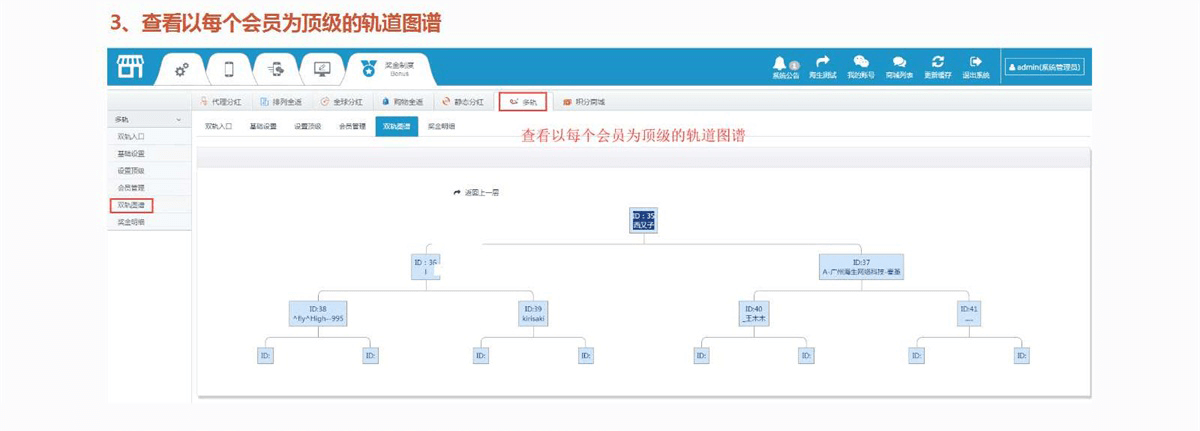 3、查看以每个会员为顶级的轨道图谱
奖金制度
Bonus
系统公告 1 海生测试 我的账号 商城列表 更新缓存 退出系统
admin(系统管理员)
代理分红 排列全返 全球分红 购物全返 静态分红 多轨 积分商城
多轨
双轨入口
基础设置
设置顶级
会员管理
双轨图谱
奖金明细
双轨入口 基础设置 设置顶级 会员管理 双轨图谱 奖金明细
查看以每个会员为顶级的轨道图谱
返回上一层
ID：35
西又子
ID：36
ID:37
A-广州海生网络科技-曹磊
ID:38
^fly^High--995
ID:39
kirisaki
ID:40
_王木木
ID:41
....
ID: ID: ID: ID: ID: ID: ID: ID: